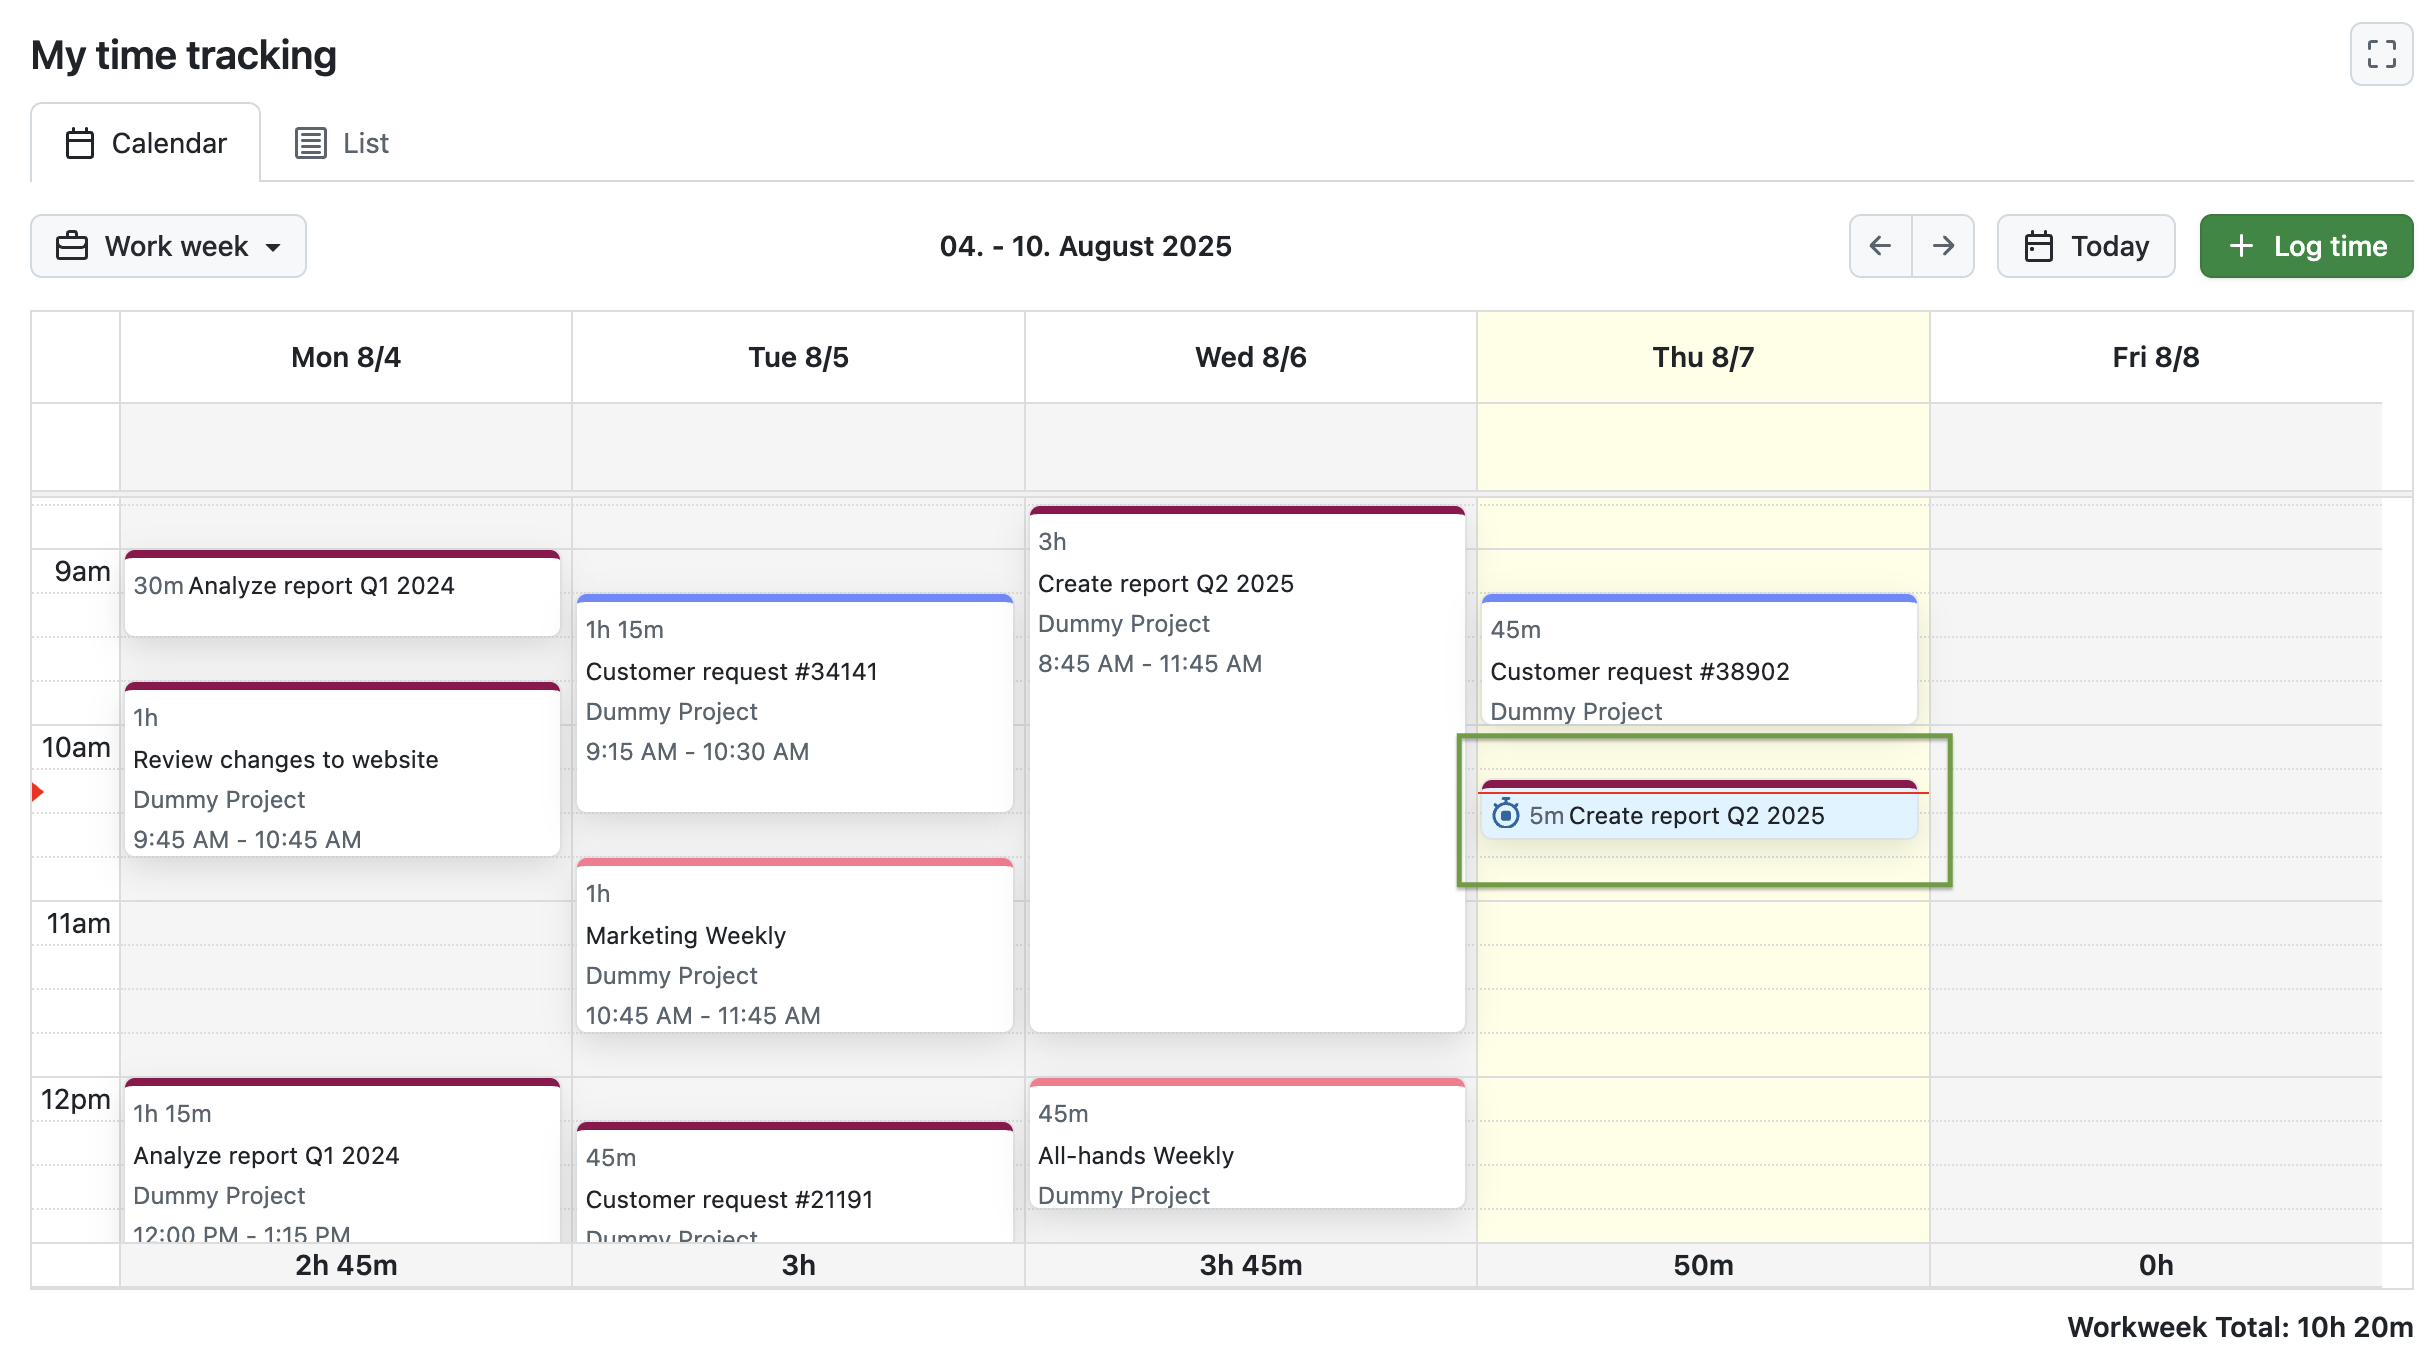 My time tracking
Calendar
List
Work week
04. - 10. August 2025
Today
+ Log time
Mon 8/4
Tue 8/5
Wed 8/6
Thu 8/7
Fri 8/8
9am
10am
11am
12pm
30m Analyze report Q1 2024
1h
Review changes to website
Dummy Project
9:45 AM - 10:45 AM
1h 15m
Analyze report Q1 2024
Dummy Project
12:00 PM - 1:15 PM
1h 15m
Customer request #34141
Dummy Project
9:15 AM - 10:30 AM
1h
Marketing Weekly
Dummy Project
10:45 AM - 11:45 AM
45m
Customer request #21191
Dummy Project
3h
Create report Q2 2025
Dummy Project
8:45 AM - 11:45 AM
45m
All-hands Weekly
Dummy Project
45m
Customer request #38902
Dummy Project
5m Create report Q2 2025
2h 45m
3h
3h 45m
50m
0h
Workweek Total: 10h 20m